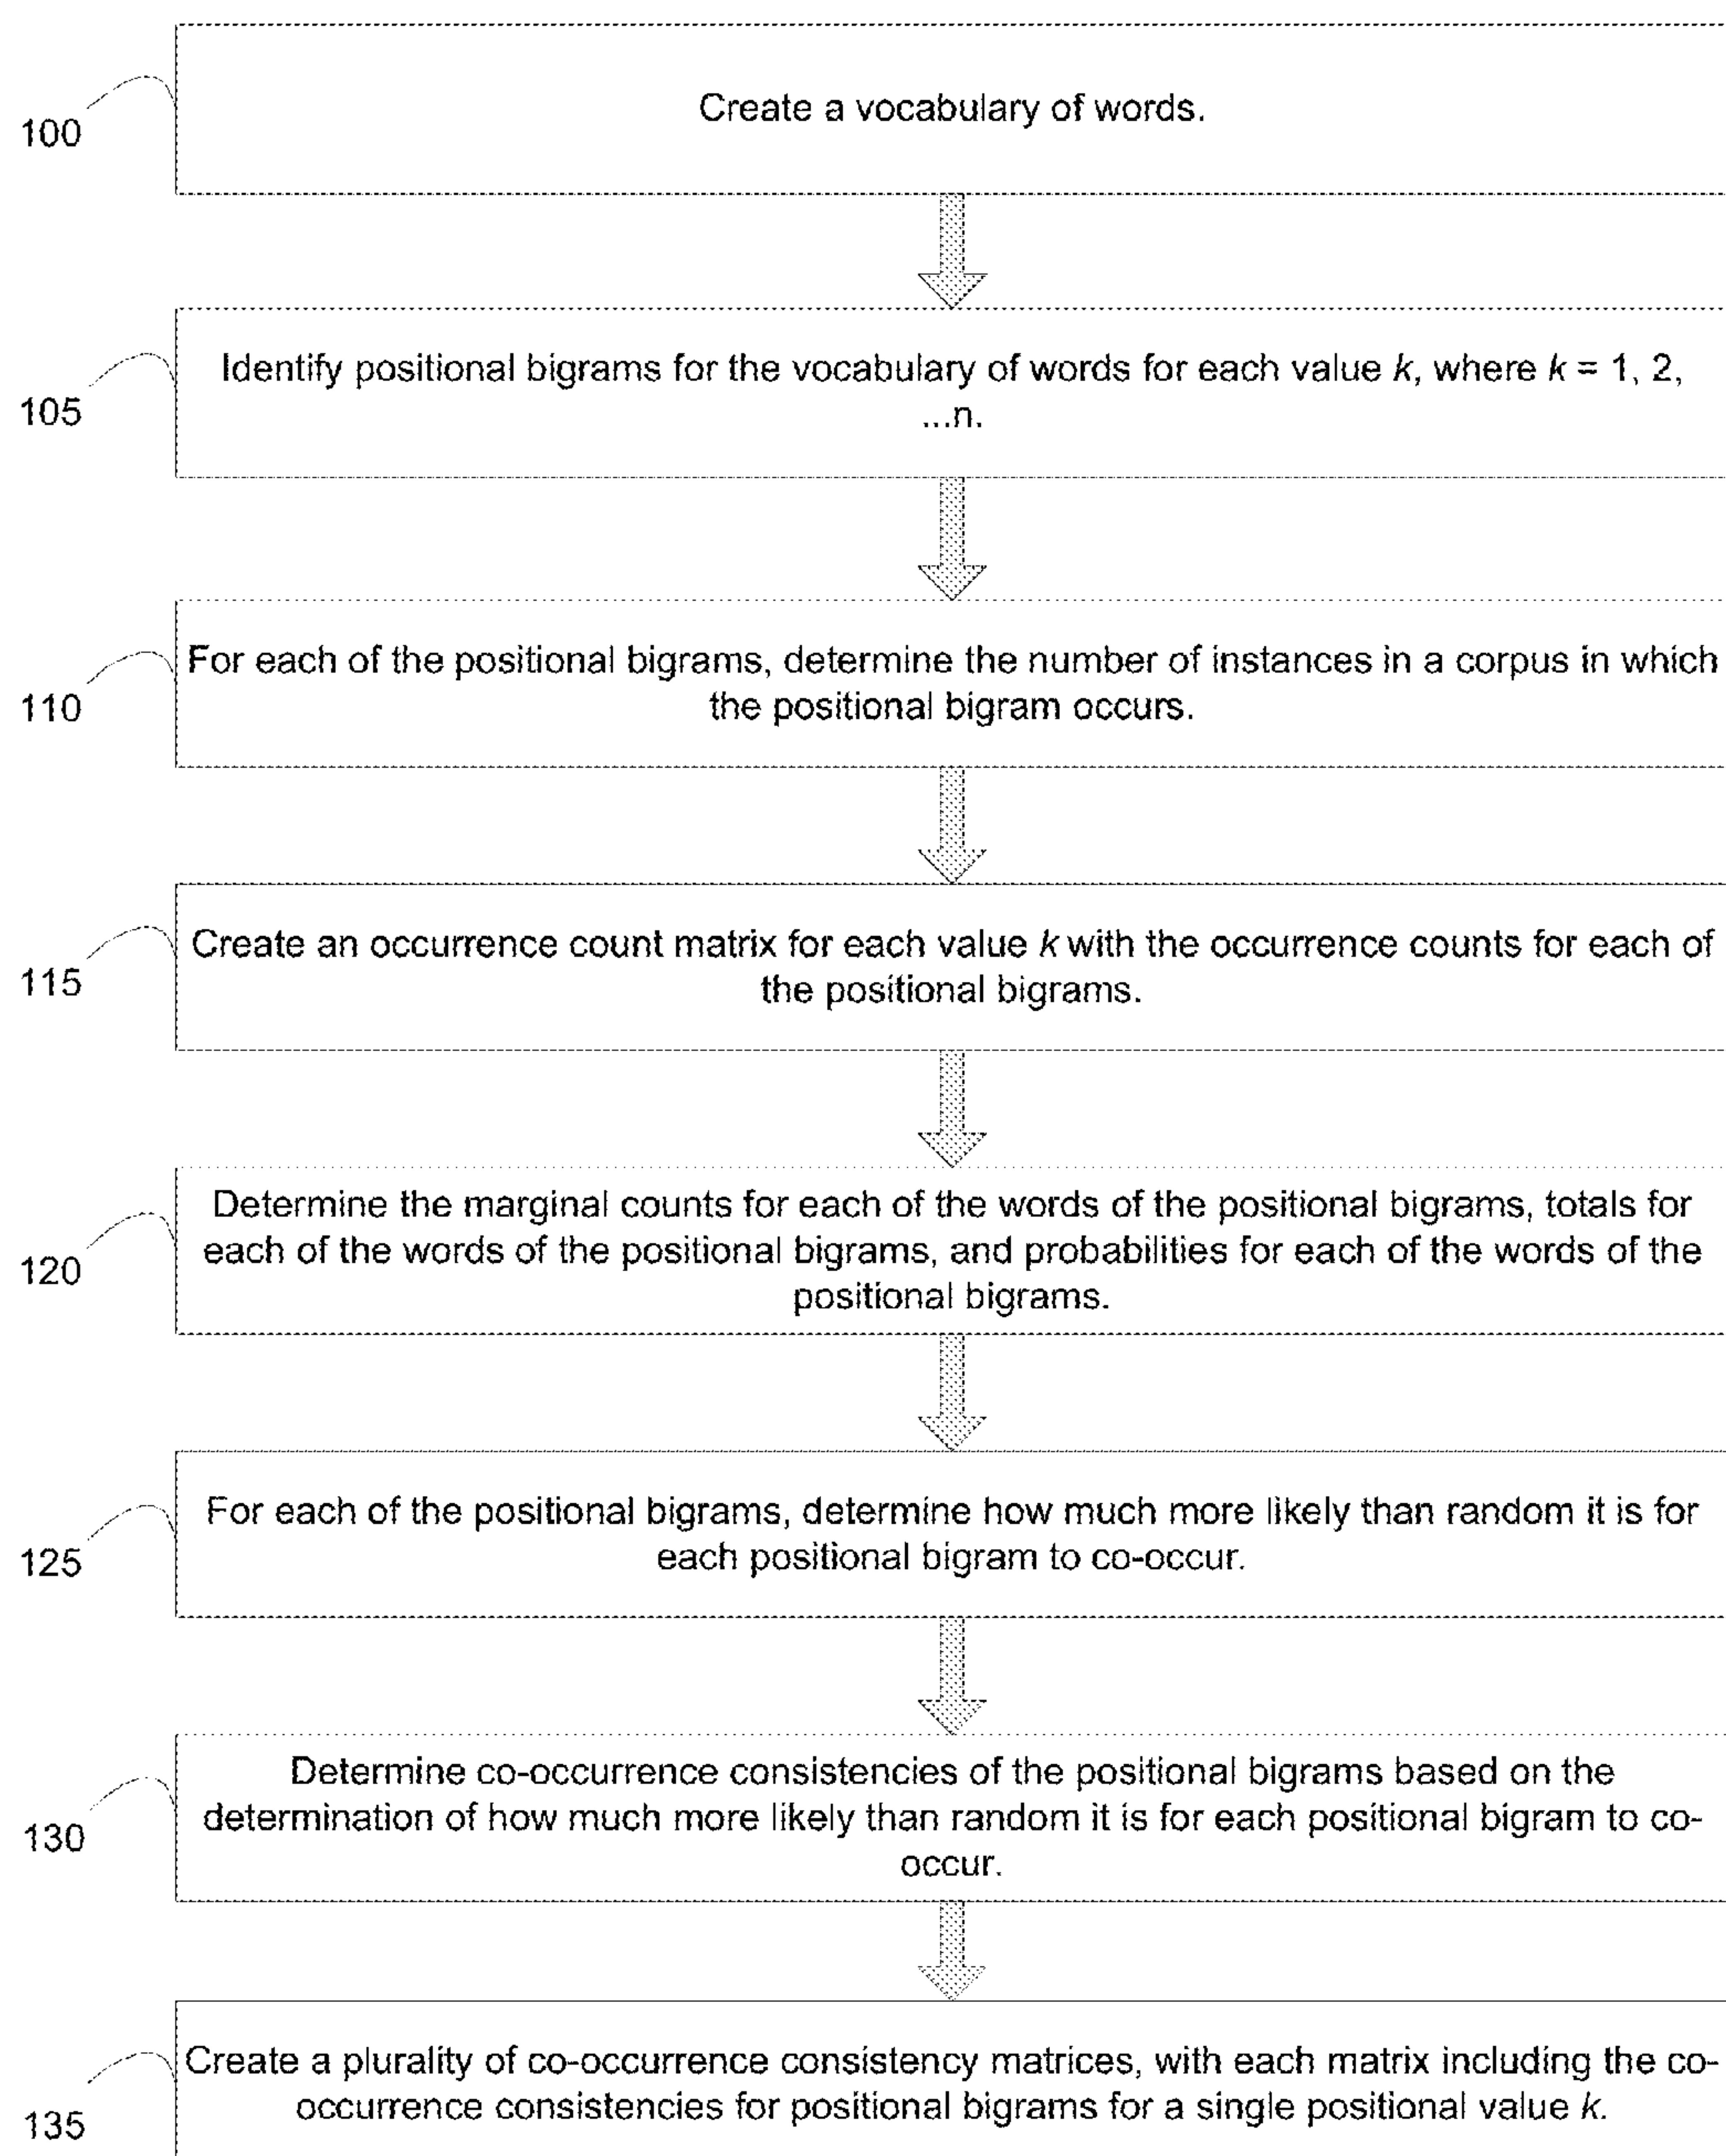 Create a vocabulary of words.
100
Identify positional bigrams for the vocabulary of words for each value k, where k = 1, 2,
...n.
105
For each of the positional bigrams, determine the number of instances in a corpus in which
the positional bigram occurs.
110
Create an occurrence count matrix for each value k with the occurrence counts for each of
the positional bigrams.
115
Determine the marginal counts for each of the words of the positional bigrams, totals for
each of the words of the positional bigrams, and probabilities for each of the words of the
positional bigrams.
120
For each of the positional bigrams, determine how much more likely than random it is for
each positional bigram to co-occur.
125
Determine co-occurrence consistencies of the positional bigrams based on the
determination of how much more likely than random it is for each positional bigram to co-
occur.
130
Create a plurality of co-occurrence consistency matrices, with each matrix including the co-
occurrence consistencies for positional bigrams for a single positional value k.
135